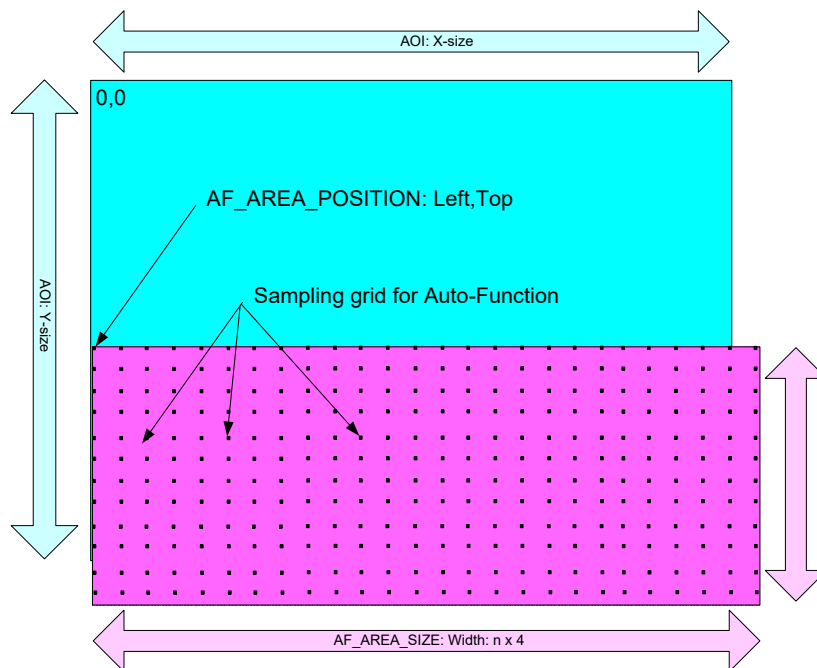 AOI: X-size
0,0
AF_AREA_POSITION: Left,Top
AOI: Y-size
Sampling grid for Auto-Function
AF_AREA_SIZE: Width: n x 4